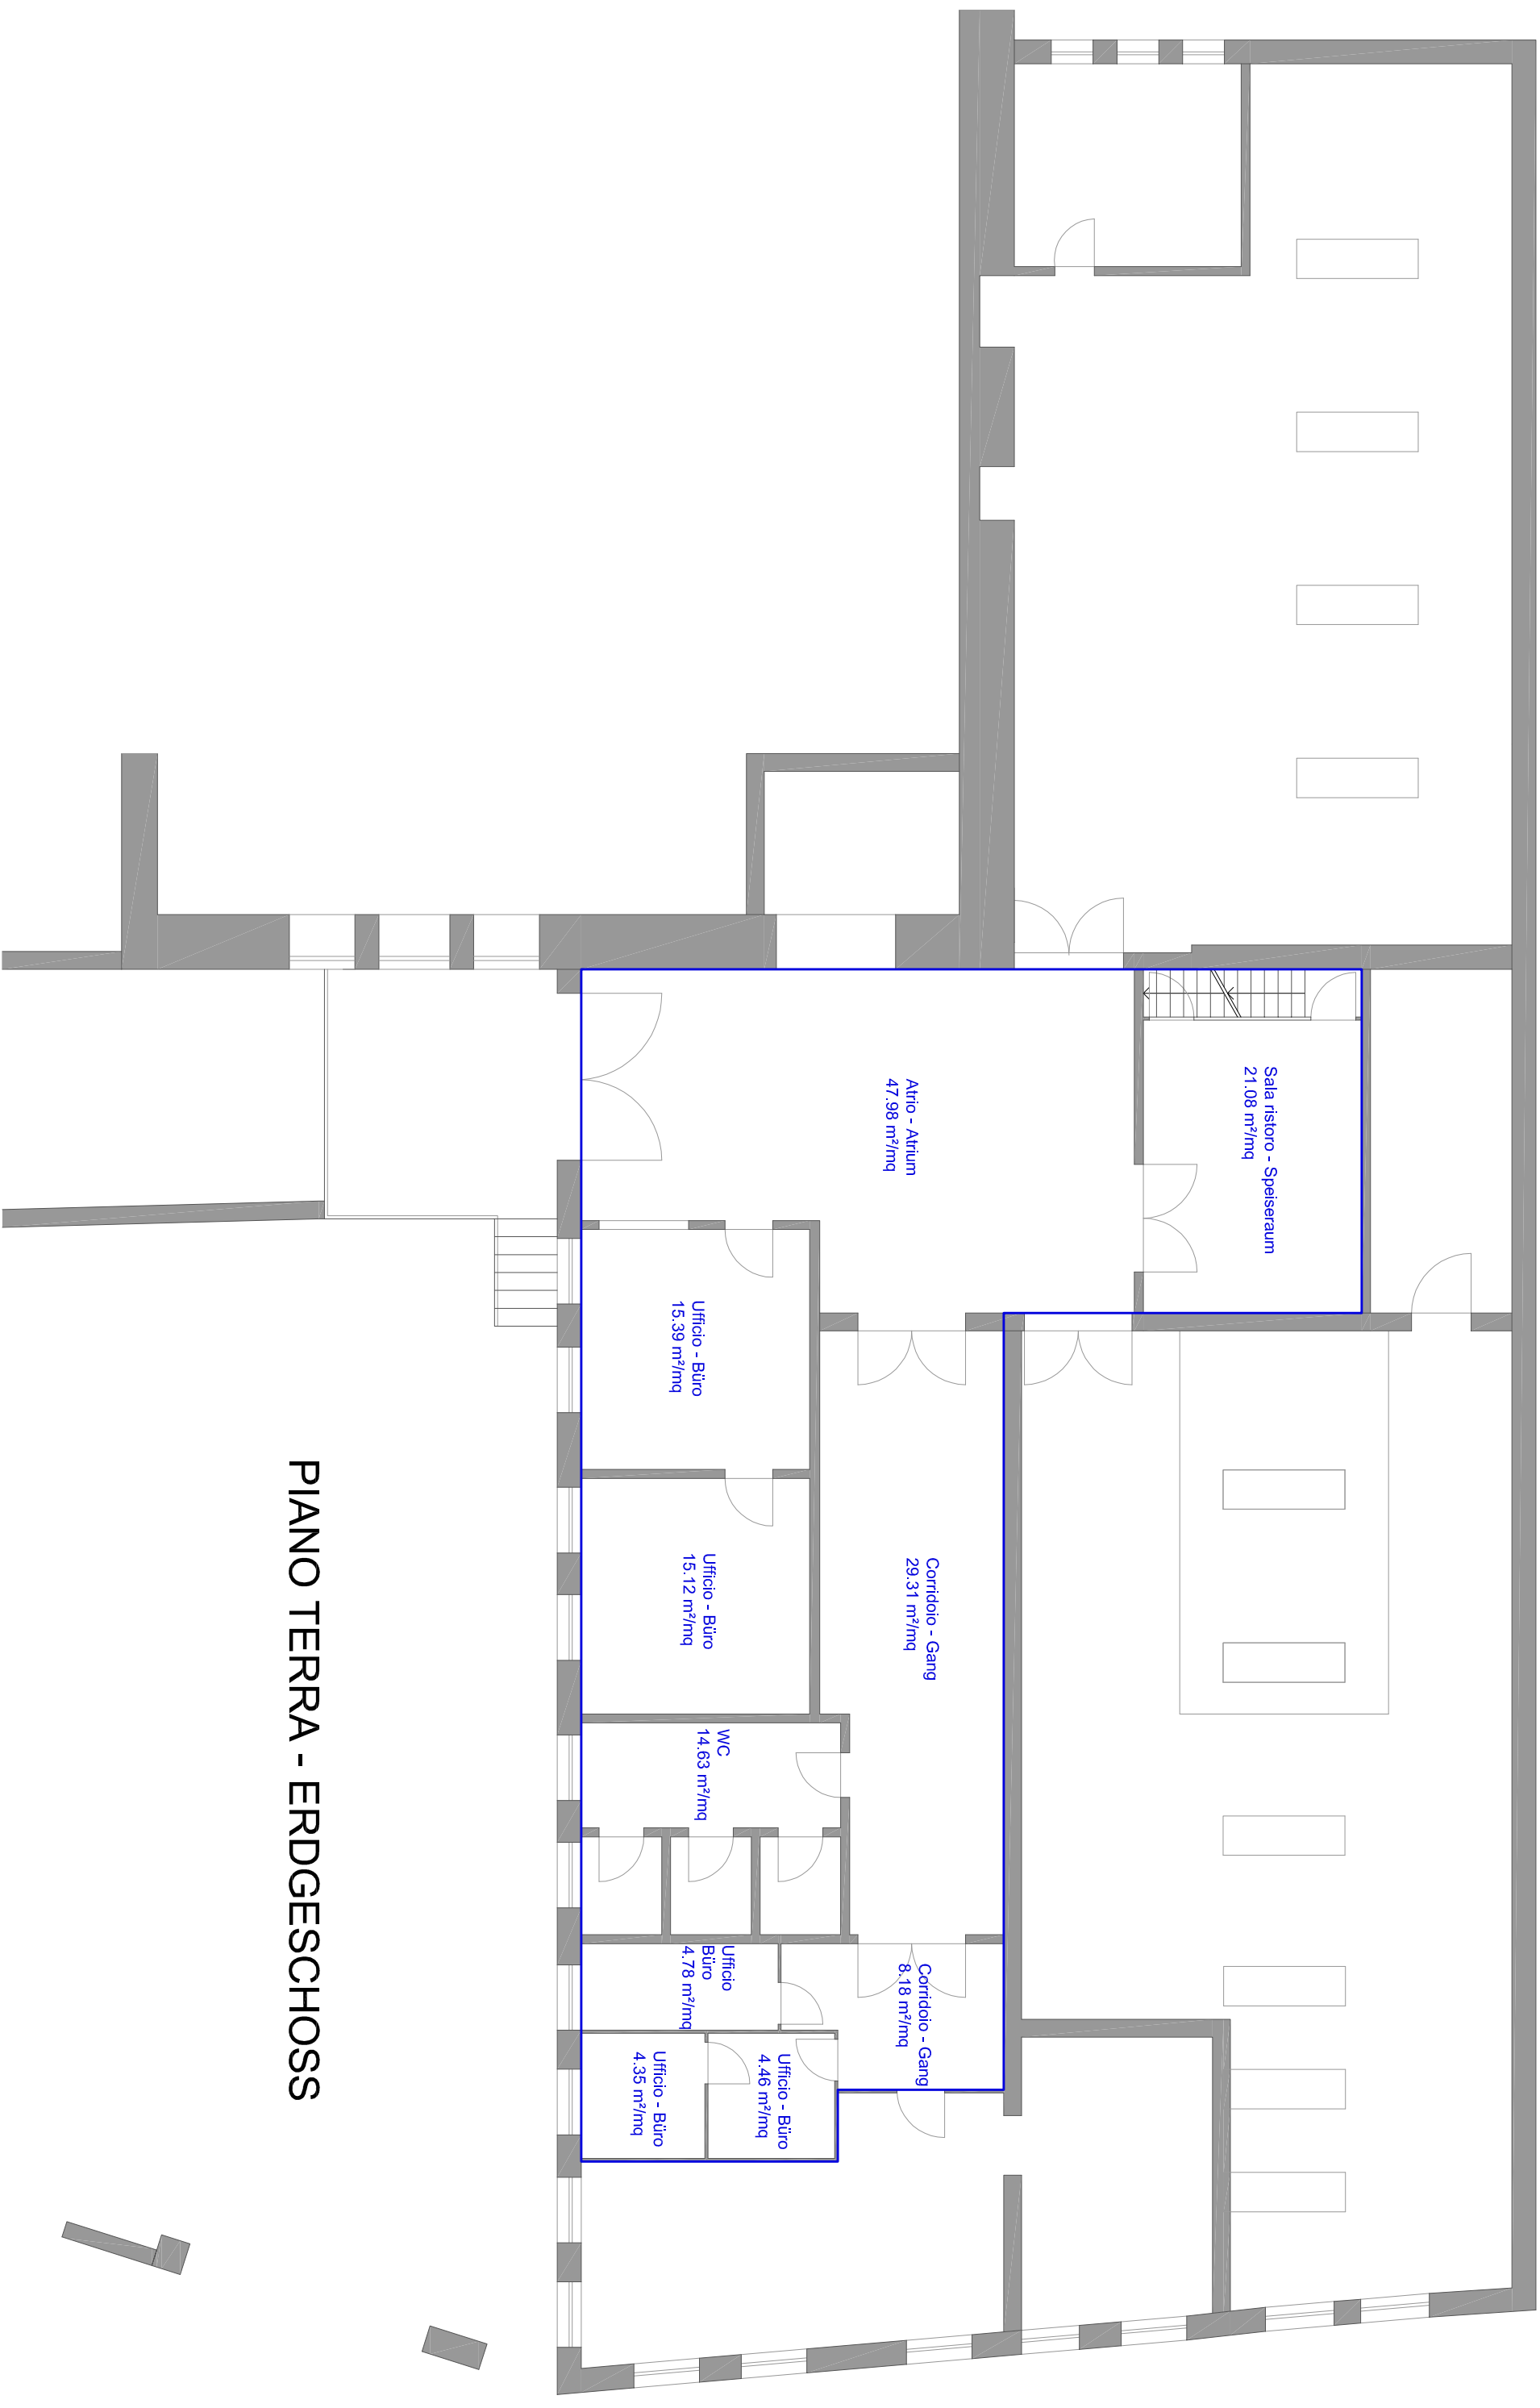 Sala ristoro - Speiseraum
21.08 m²/mq
Atrio - Atrium
47.98 m²/mq
Ufficio - Büro
15.39 m²/mq
Corridoio - Gang
29.31 m²/mq
Ufficio - Büro
15.12 m²/mq
WC
14.63 m²/mq
Corridoio - Gang
8.18 m²/mq
Ufficio
Büro
4.78 m²/mq
Ufficio - Büro
4.46 m²/mq
Ufficio - Büro
4.35 m²/mq
PIANO TERRA - ERDGESCHOSS